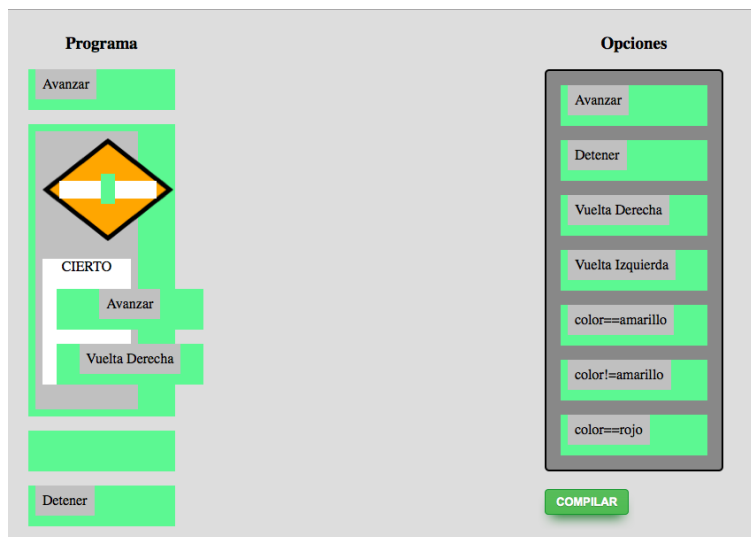 Programa
Avanzar
CIERTO
Avanzar
Vuelta Derecha
Detener
Opciones
Avanzar
Detener
Vuelta Derecha
Vuelta Izquierda
color==amarillo
color!=amarillo
color==rojo
COMPILAR